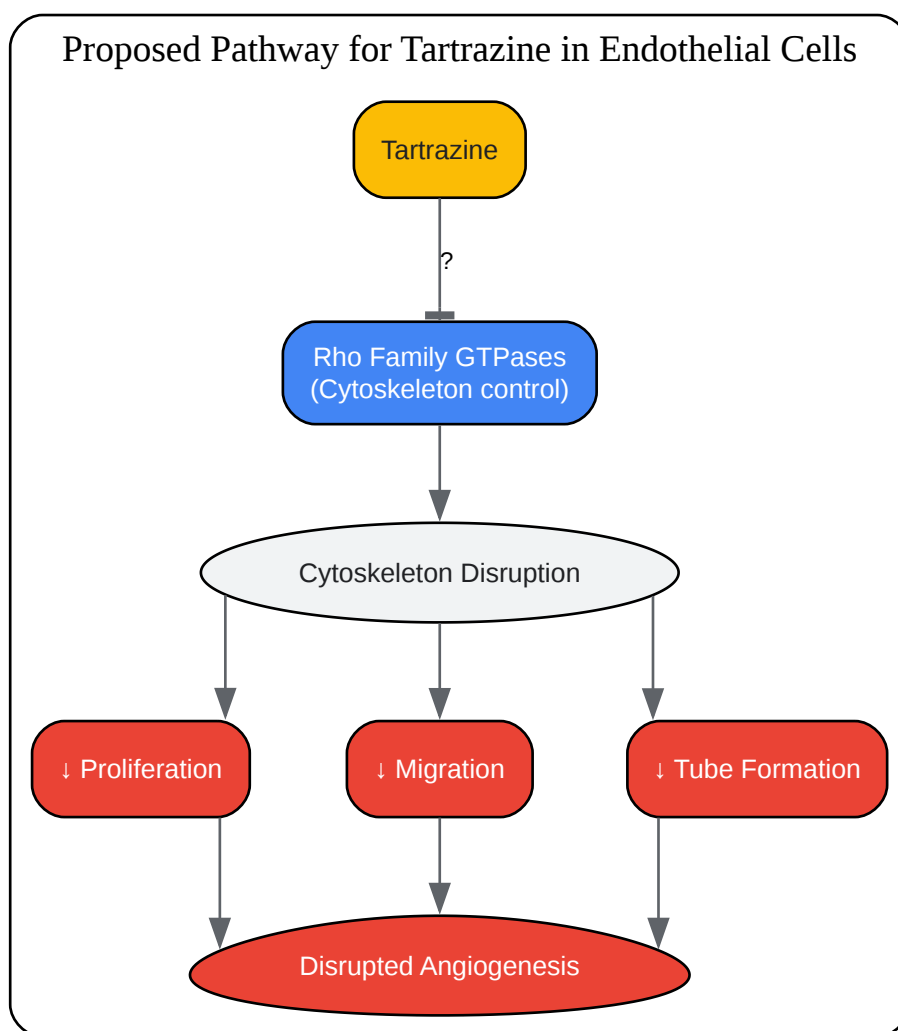 Proposed Pathway for Tartrazine in Endothelial Cells
Tartrazine
?
Rho Family GTPases
(Cytoskeleton control)
Cytoskeleton Disruption
↓ Proliferation
↓ Migration
↓ Tube Formation
Disrupted Angiogenesis